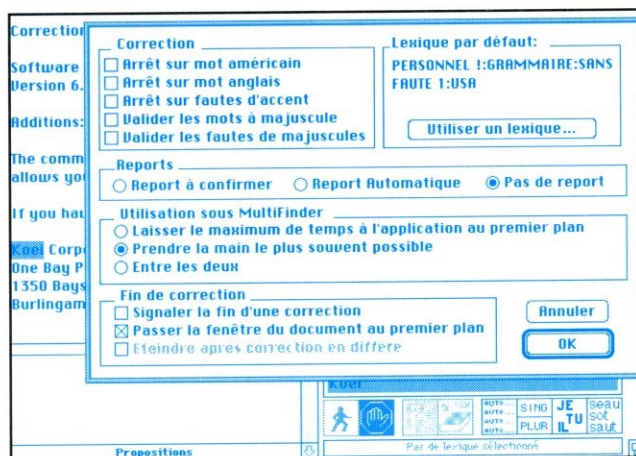 Correction
Software
Version 6.
Additions:
The comm
allows you
If you hau
Koei Corp
One Bay P
1350 Bays
Burlingam
Correction
Arrêt sur mot américain
Arrêt sur mot anglais
Arrêt sur fautes d'accent
Valider les mots à majuscule
Valider les fautes de majuscules
Lexique par défaut:
PERSONNEL !:GRAMMAIRE:SANS
FAUTE 1:USA
Utiliser un lexique...
Reports
Report à confirmer Report Automatique Pas de report
Utilisation sous MultiFinder
Laisser le maximum de temps à l'application au premier plan
Prendre la main le plus souvent possible
Entre les deux
Fin de correction
Signaler la fin d'une correction
Passer la fenêtre du document au premier plan
Eteindre après correction en différé
Annuler
OK
Koei
AUTO...
AUTO...
AUTO...
AUTO...
SING
PLUR
JE
TU
IL
seau
sot
saut
Propositions
Pas de lexique sélectionné